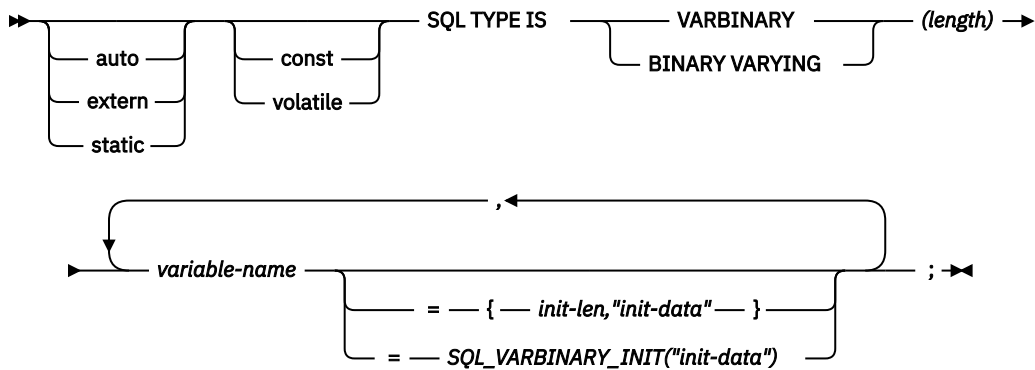 SQL TYPE IS VARBINARY (length)
auto const BINARY VARYING
extern volatile
static
,
variable-name ;
= { init-len,"init-data" }
= SQL_VARBINARY_INIT("init-data")